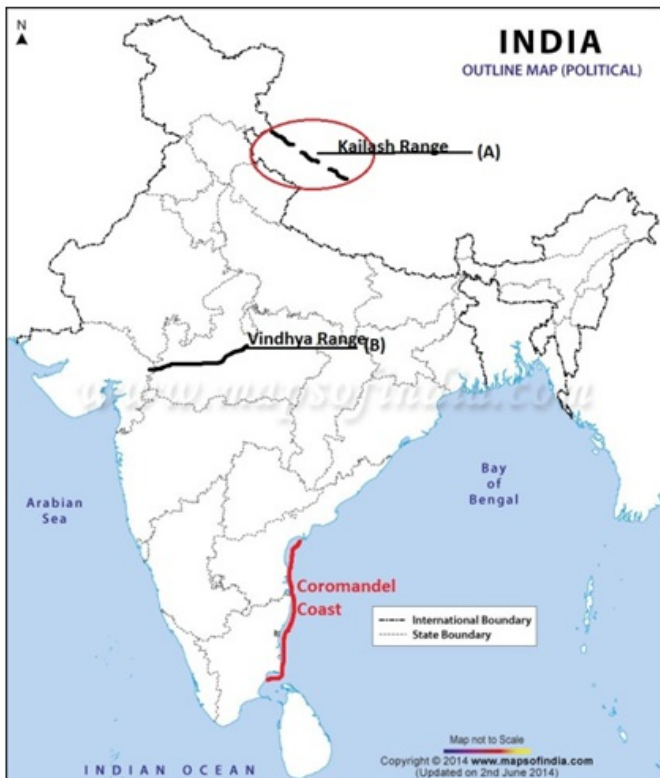 N
INDIA
OUTLINE MAP (POLITICAL)
Kailash Range (A)
Vindhya Range (B)
www.mapsofindia.com
Arabian
Sea
Bay
of
Bengal
Coromandel
Coast
International Boundary
State Boundary
Map not to Scale
Copyright © 2014 www.mapsofindia.com
(Updated on 2nd June 2014)
INDIAN OCEAN